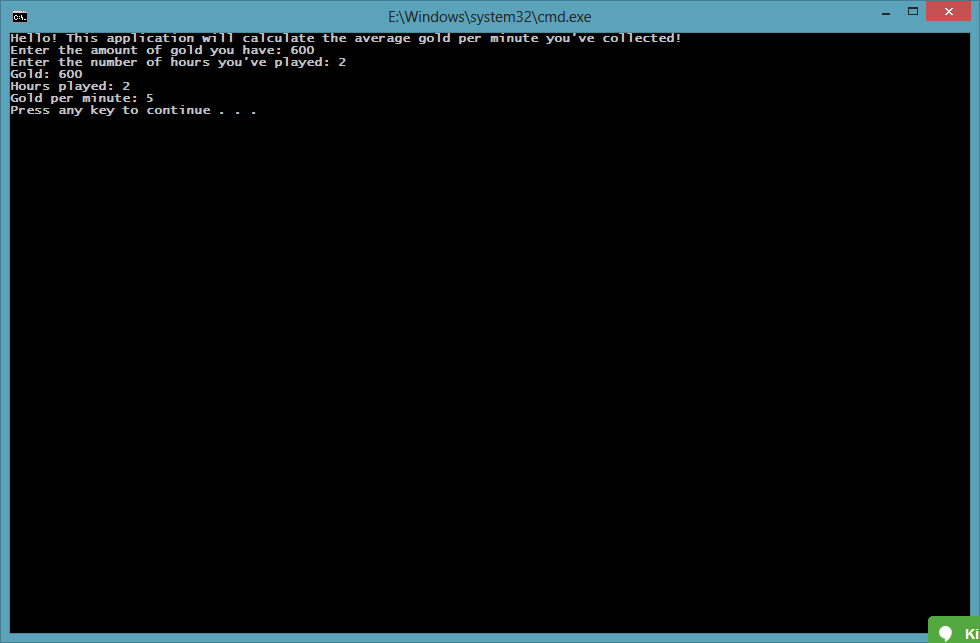 E:\Windows\system32\cmd.exe
Hello! This application will calculate the average gold per minute you've collected!
Enter the amount of gold you have: 600
Enter the number of hours you've played: 2
Gold: 600
Hours played: 2
Gold per minute: 5
Press any key to continue . . .
Ki